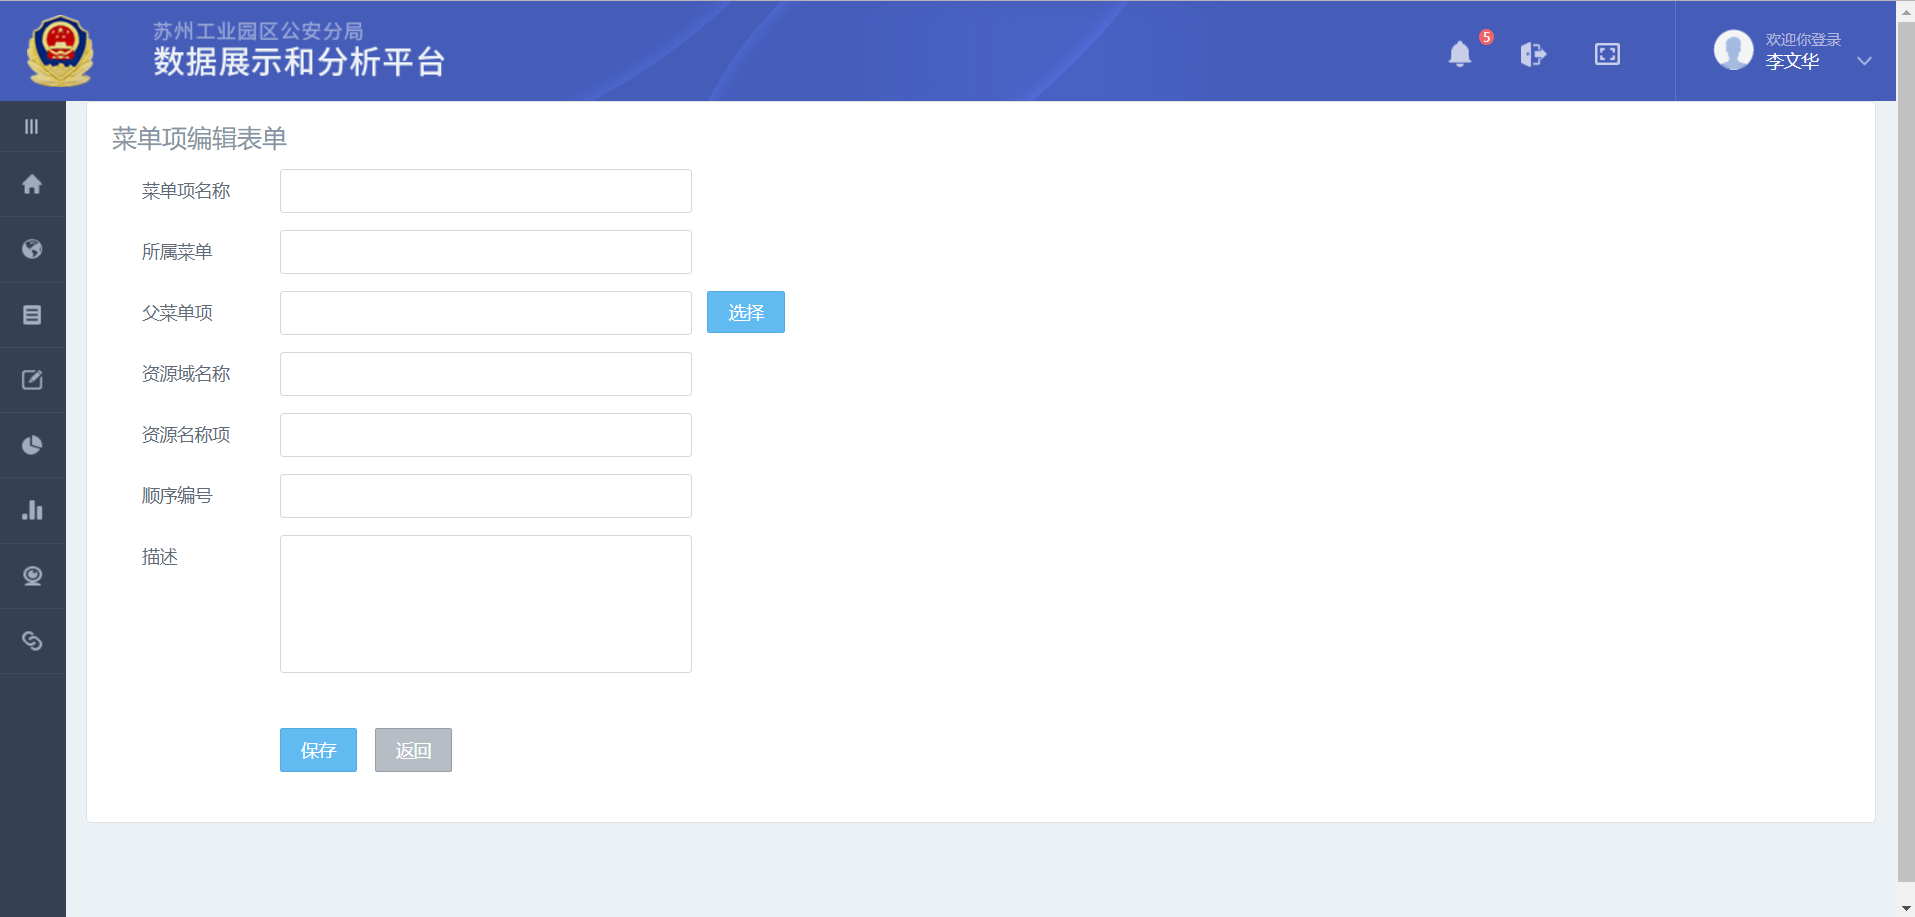 苏州工业园区公安分局
数据展示和分析平台
5
欢迎你登录
李文华
菜单项编辑表单
菜单项名称
所属菜单
父菜单项
选择
资源域名称
资源名称项
顺序编号
描述
保存
返回